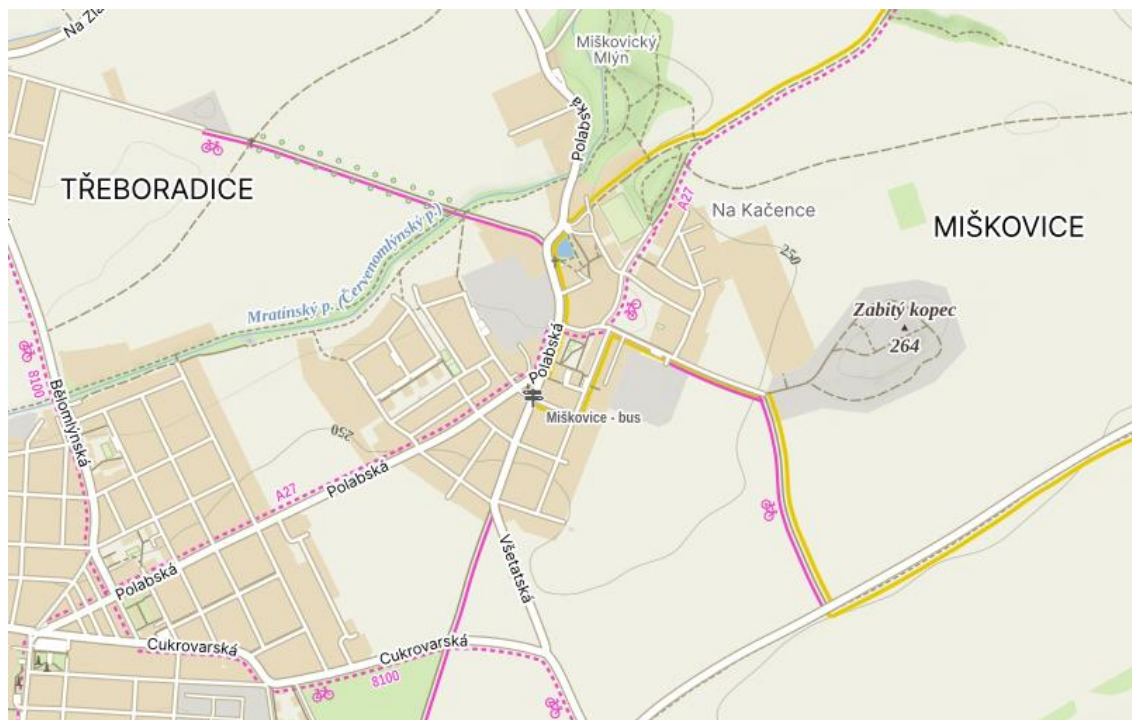 Na Zla
Miškovický
Mlýn
Polabská
TŘEBORADICE
A27
Na Kačence
MIŠKOVICE
Mratínský p. (Červenomlýnský p.)
250
Zabitý kopec
264
Polabská
8100
Bělomlýnská
Miškovice - bus
250
Polabská
A27
Všetatská
Polabská
Cukrovarská
Cukrovarská
8100